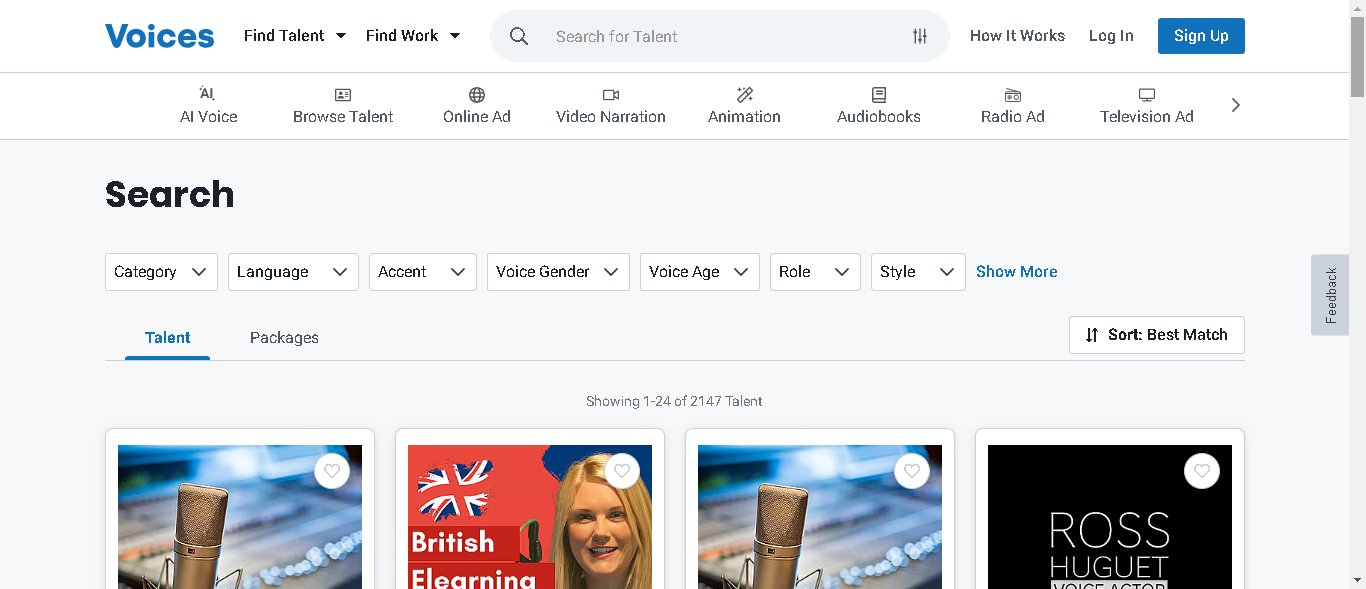 Voices Find Talent Find Work Search for Talent How It Works Log In Sign Up
AI Voice Browse Talent Online Ad Video Narration Animation Audiobooks Radio Ad Television Ad
Search
Category Language Accent Voice Gender Voice Age Role Style Show More
Feedback
Talent Packages Sort: Best Match
Showing 1-24 of 2147 Talent
British
Elearning
ROSS
HUGUET
VOICE ACTOR